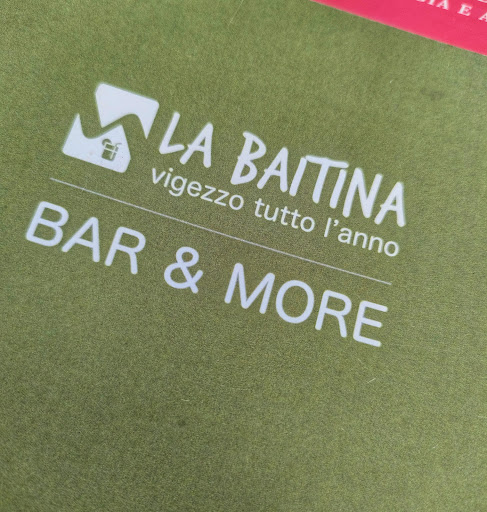 LA BAITINA
vigezzo tutto l'anno
BAR & MORE